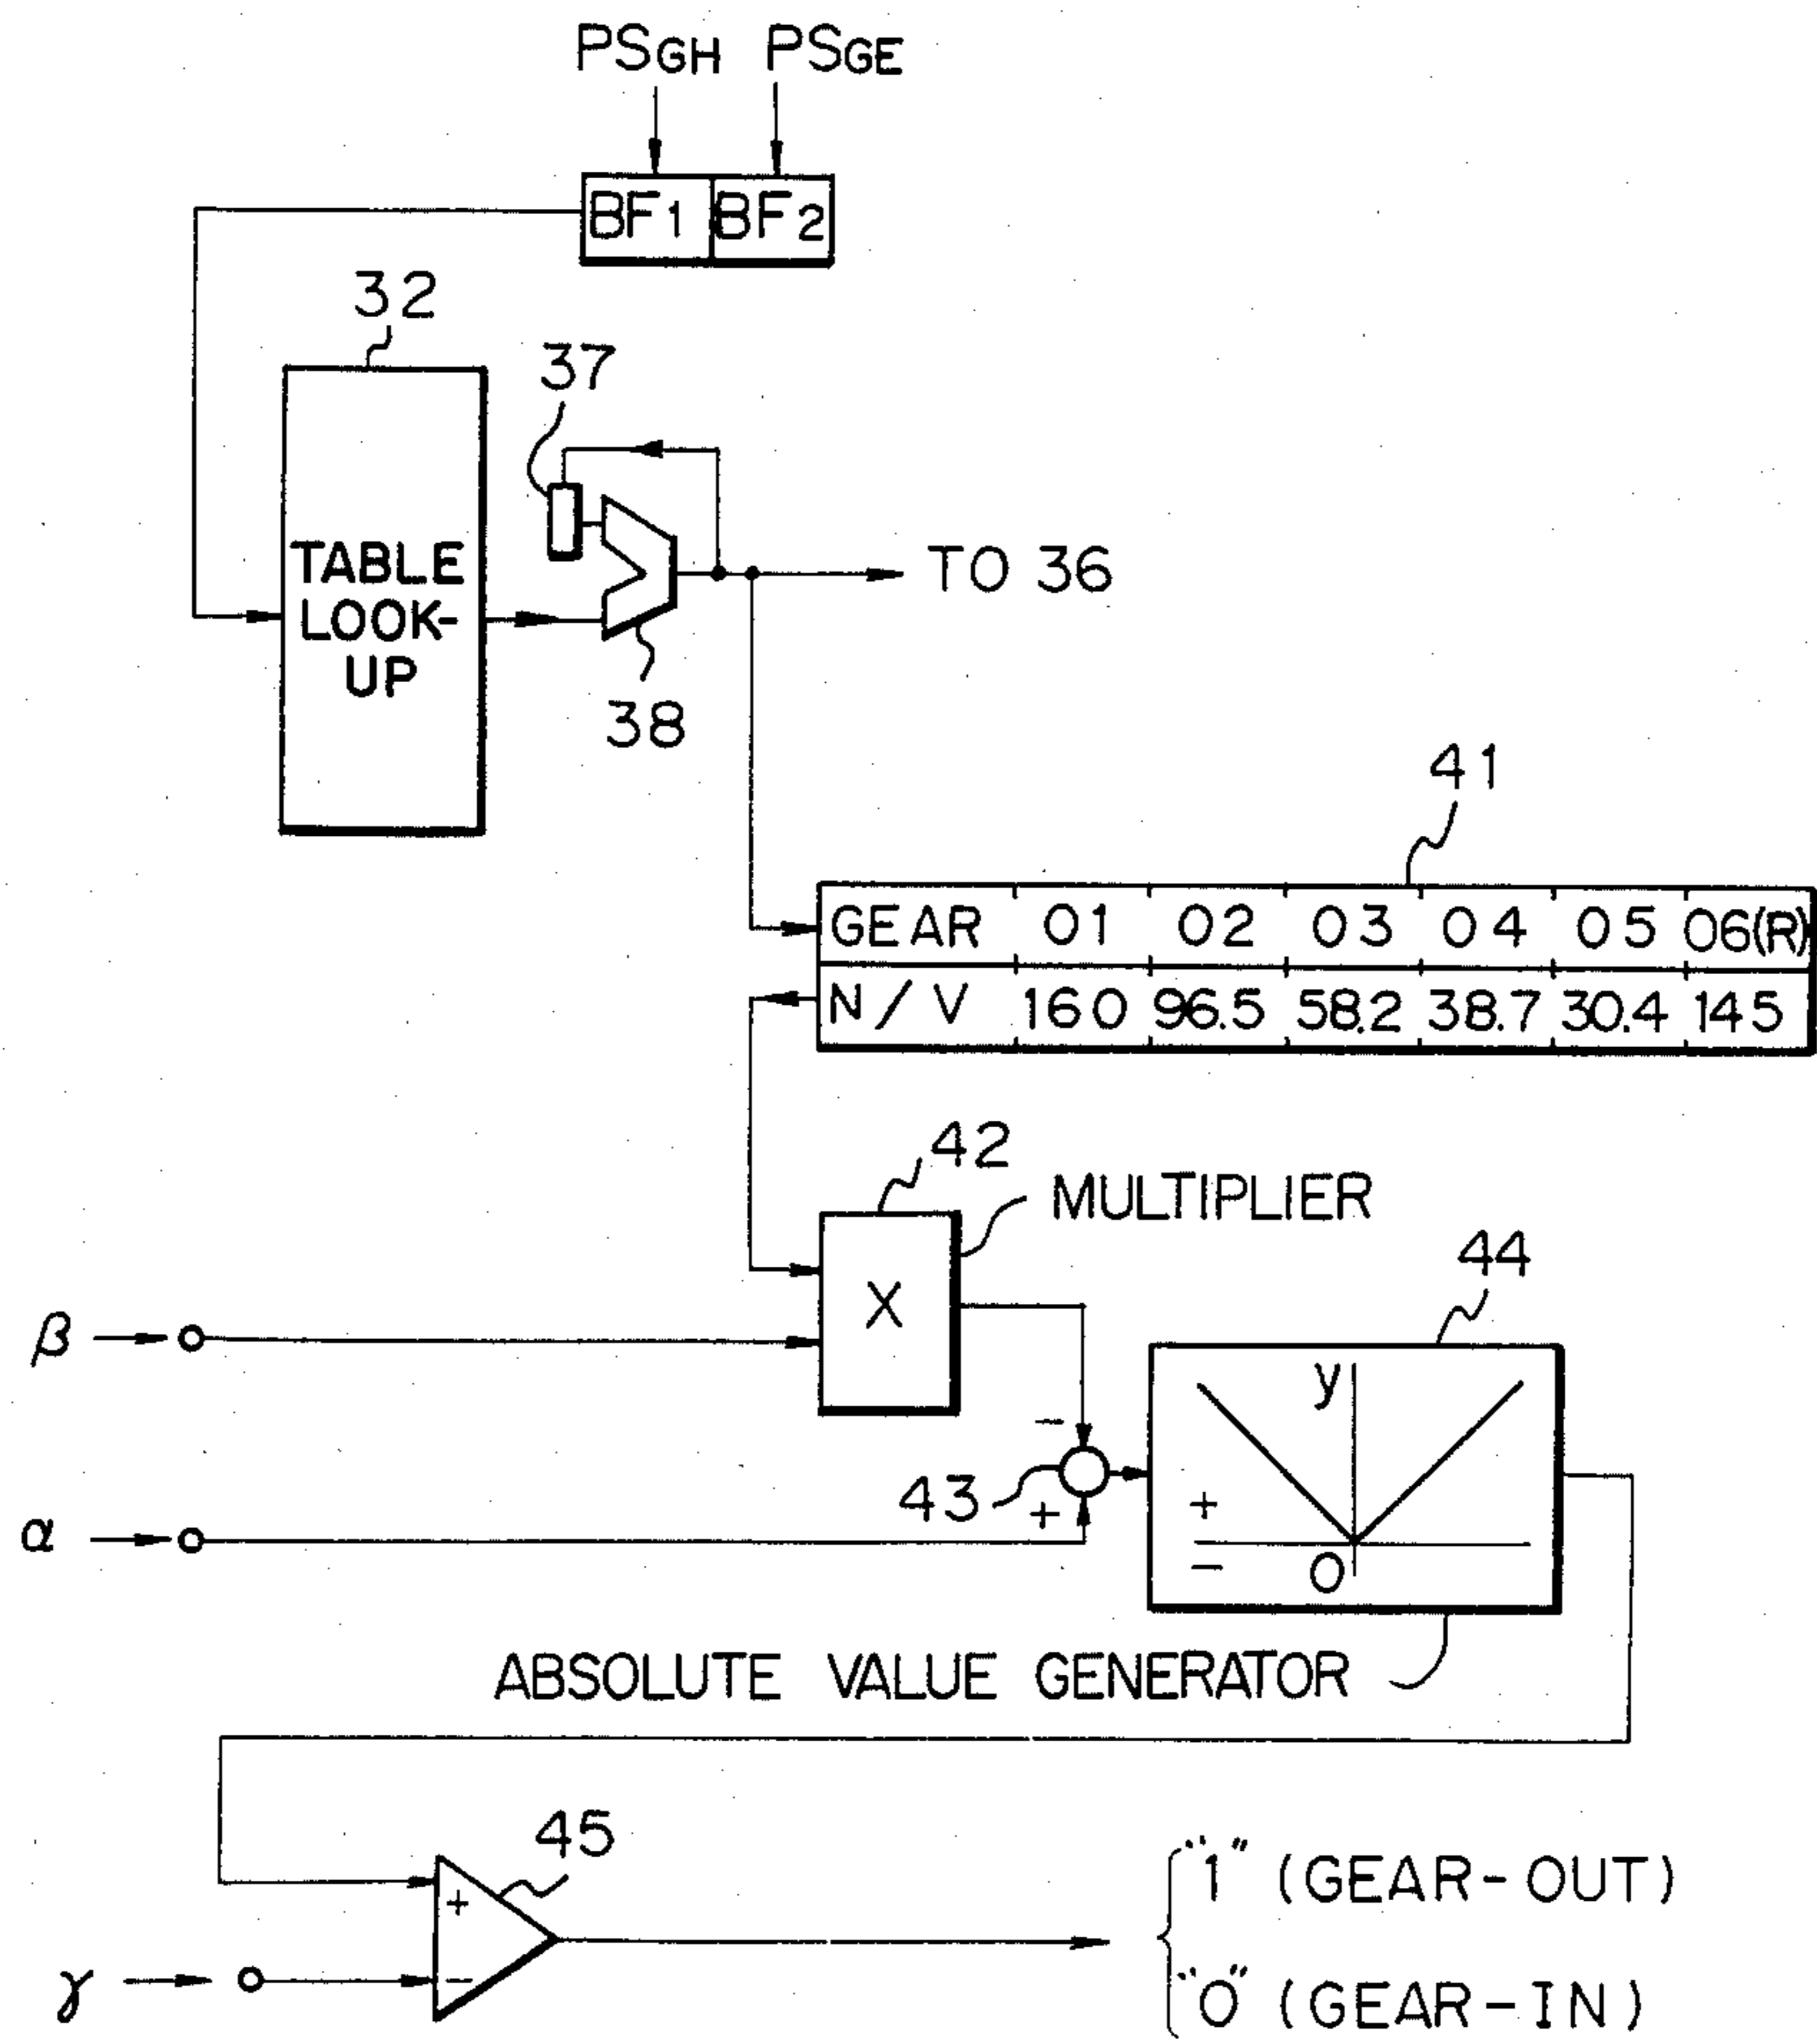 PSGH PSGE
BF1 BF2
32
37
TABLE
LOOK-
UP
TO 36
38
41
GEAR 01 02 03 04 05 06(R)
N/V 160 96.5 58.2 38.7 30.4 145
42
MULTIPLIER
44
X
β
y
−
43
+
α
+
−
0
ABSOLUTE VALUE GENERATOR
45
+
"1" (GEAR-OUT)
γ
−
"0" (GEAR-IN)